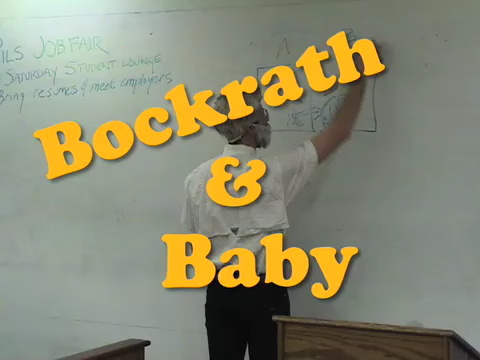 ILS JOB FAIR
SATURDAY STUDENT LOUNGE
Bring resumes & meet employers
Bockrath
&
Baby